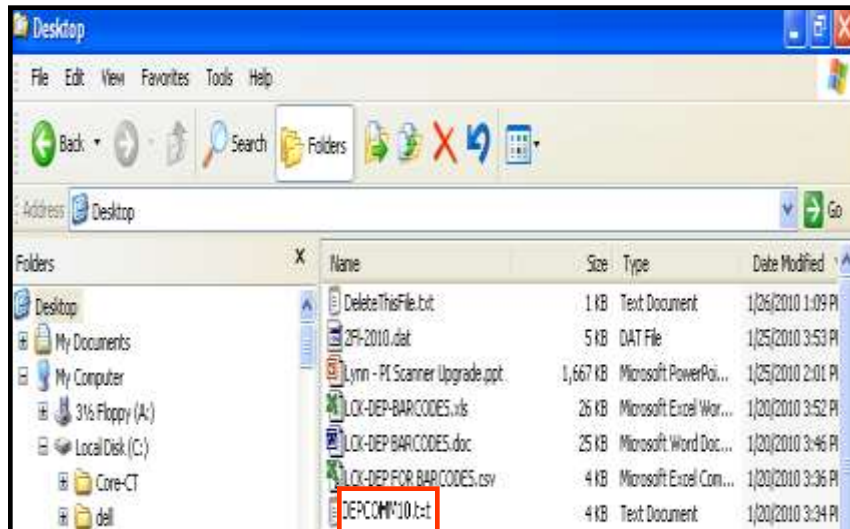 Desktop
File Edit View Favorites Tools Help
Back Search Folders
Address Desktop Go
Folders X Name Size Type Date Modified
Desktop DeleteThisFile.txt 1 KB Text Document 1/26/2010 1:09 P
My Documents 2FI-2010.dat 5 KB DAT File 1/25/2010 3:53 P
My Computer Lynn - PI Scanner Upgrade.ppt 1,667 KB Microsoft PowerPoi... 1/25/2010 2:01 P
3½ Floppy (A:) LCK-DEP-BARCODES.xls 26 KB Microsoft Excel Wor... 1/20/2010 3:52 P
Local Disk (C:) LCK-DEP BARCODES.doc 25 KB Microsoft Word Doc... 1/20/2010 3:46 P
Core-CT LCK-DEP FOR BARCODES.csv 4 KB Microsoft Excel Com... 1/20/2010 3:36 P
dell DEPCOMM10.txt 4 KB Text Document 1/20/2010 3:34 P